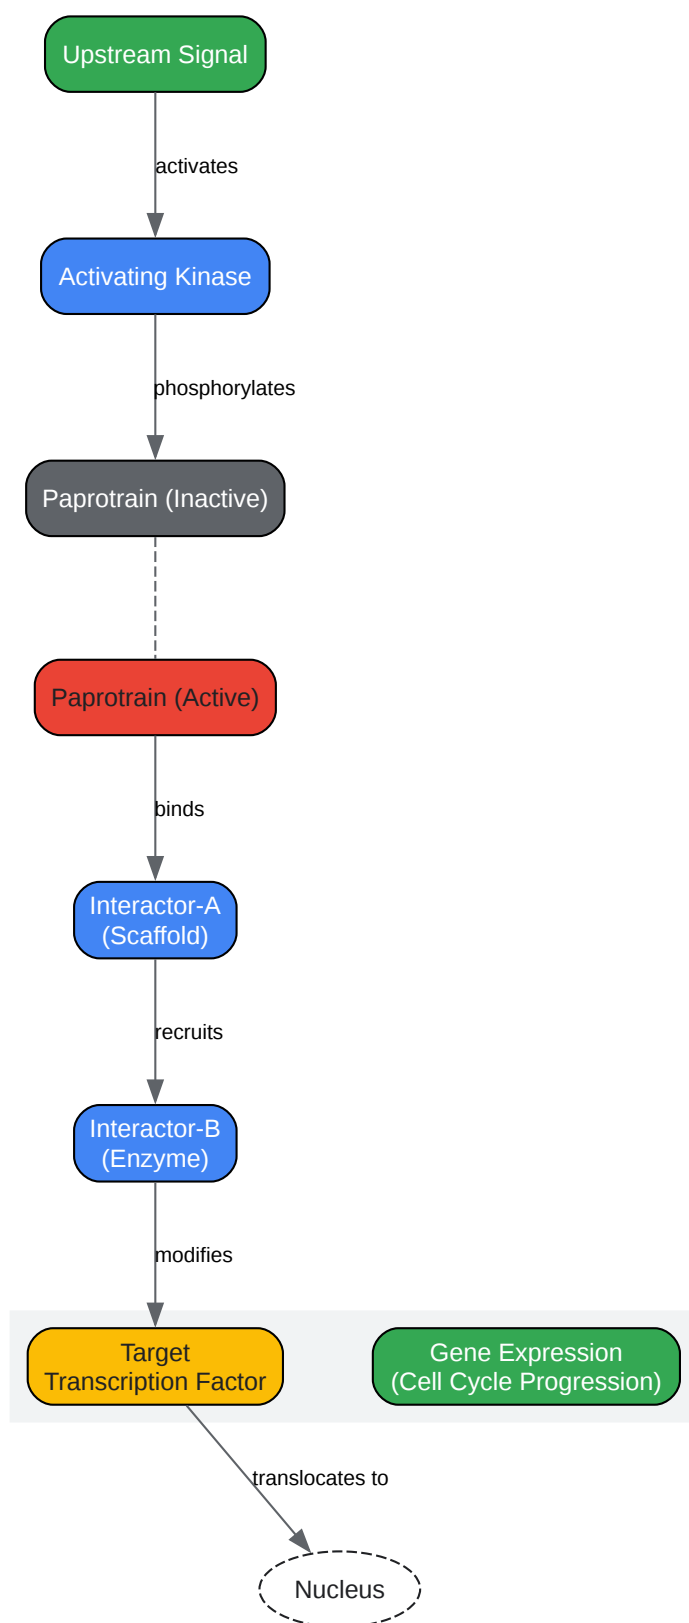 Upstream Signal
activates
Activating Kinase
phosphorylates
Paprotrain (Inactive)
Paprotrain (Active)
binds
Interactor-A
(Scaffold)
recruits
Interactor-B
(Enzyme)
modifies
Target
Transcription Factor
Gene Expression
(Cell Cycle Progression)
translocates to
Nucleus